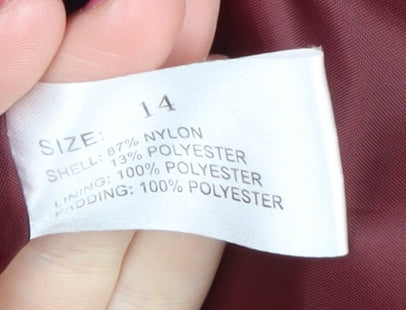 SIZE: 14
SHELL: 87% NYLON
13% POLYESTER
LINING: 100% POLYESTER
PADDING: 100% POLYESTER